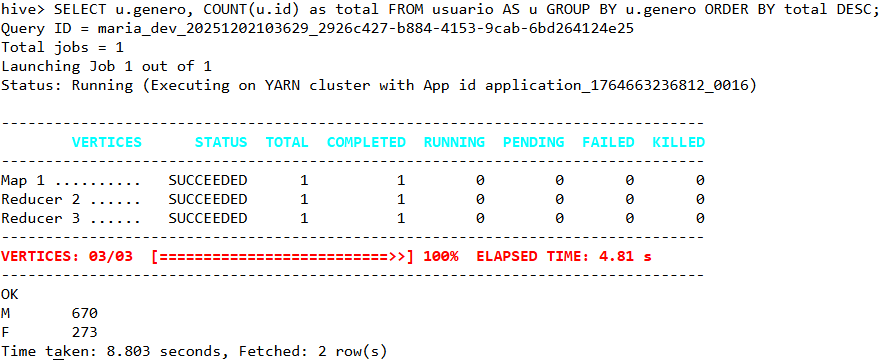 hive> SELECT u.genero, COUNT(u.id) as total FROM usuario AS u GROUP BY u.genero ORDER BY total DESC;
Query ID = maria_dev_20251202103629_2926c427-b884-4153-9cab-6bd264124e25
Total jobs = 1
Launching Job 1 out of 1
Status: Running (Executing on YARN cluster with App id application_1764663236812_0016)
--------------------------------------------------------------------------------
VERTICES STATUS TOTAL COMPLETED RUNNING PENDING FAILED KILLED
--------------------------------------------------------------------------------
Map 1 .......... SUCCEEDED 1 1 0 0 0 0
Reducer 2 ...... SUCCEEDED 1 1 0 0 0 0
Reducer 3 ...... SUCCEEDED 1 1 0 0 0 0
--------------------------------------------------------------------------------
VERTICES: 03/03 [==========================>>] 100% ELAPSED TIME: 4.81 s
--------------------------------------------------------------------------------
OK
M 670
F 273
Time taken: 8.803 seconds, Fetched: 2 row(s)